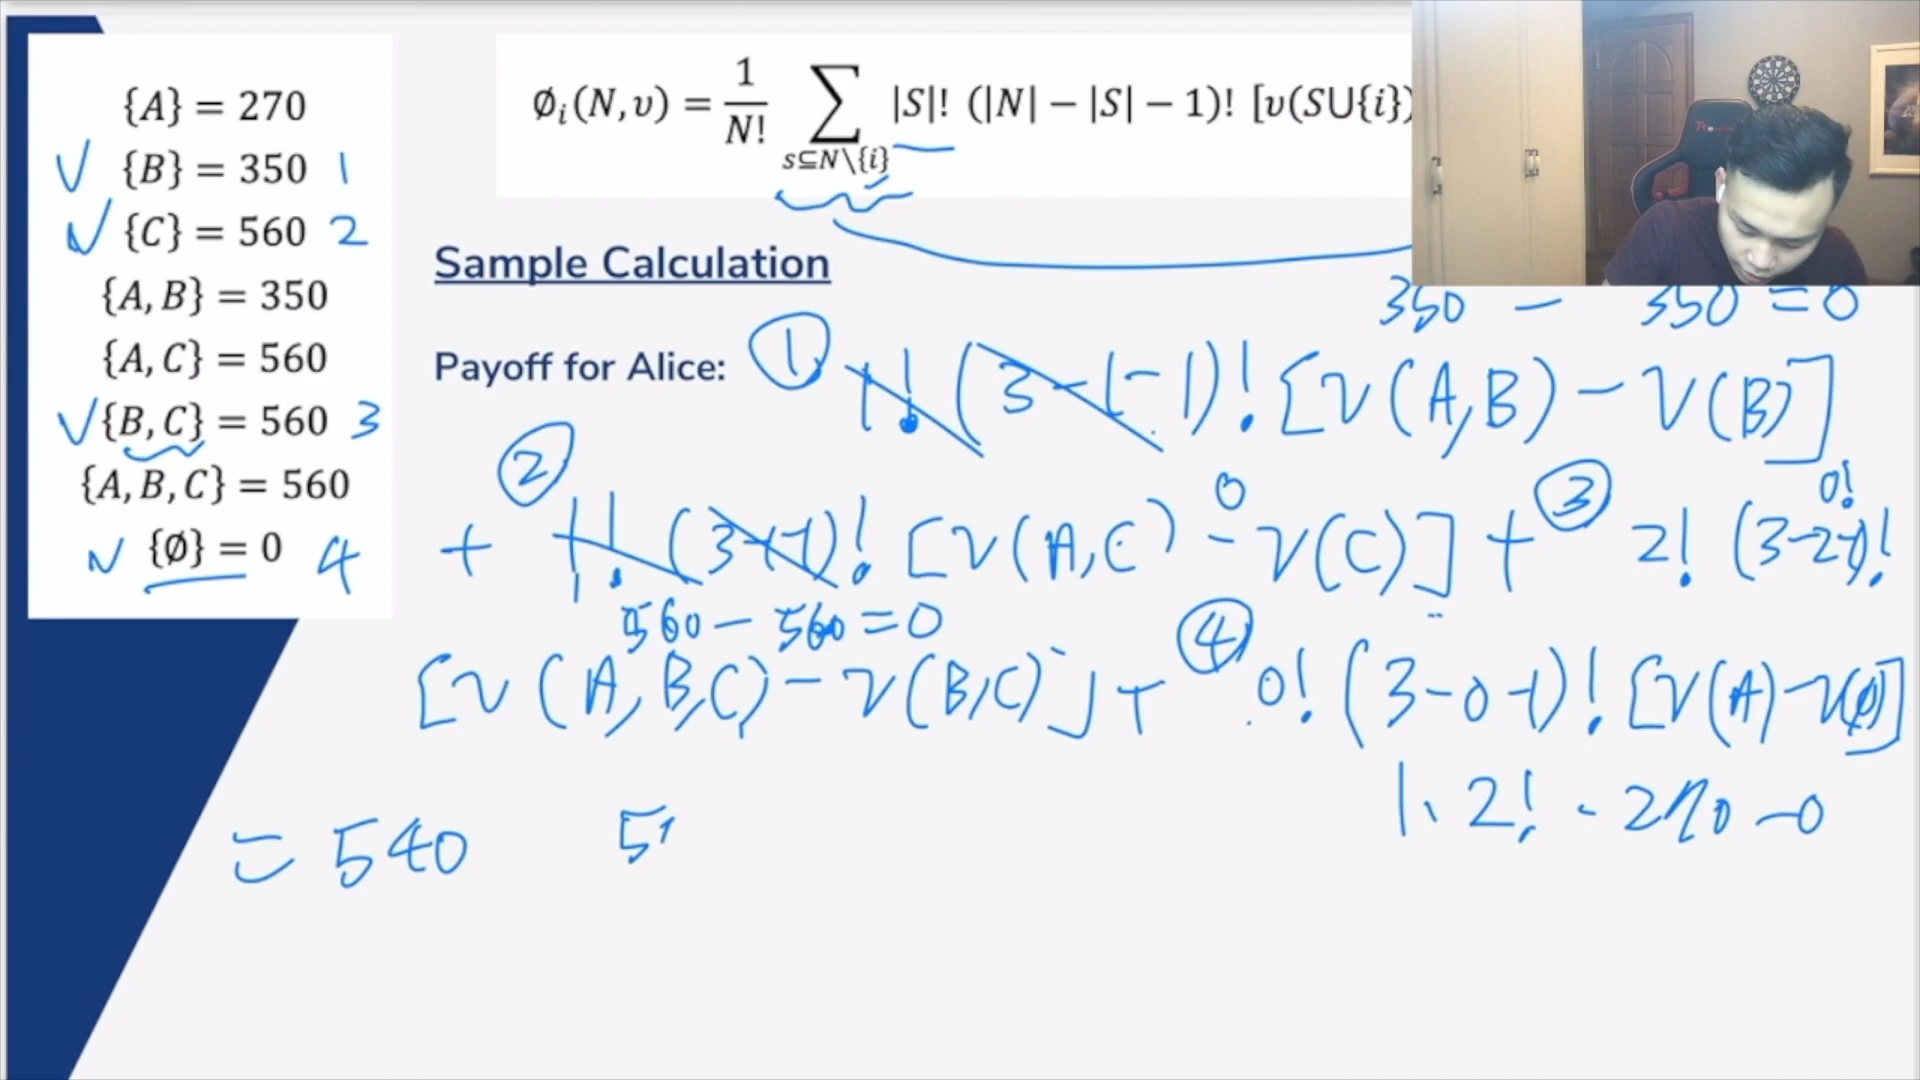 {A} = 270
{B} = 350 1
{C} = 560 2
{A, B} = 350
{A, C} = 560
{B, C} = 560 3
{A, B, C} = 560
{∅} = 0 4
∅ᵢ(N, v) = 1/N! ∑ s⊆N\{i} |S|! (|N| − |S| − 1)! [v(S∪{i})
Sample Calculation
350 − 350 = 0
Payoff for Alice: ① 1! (3-1-1)! [v(A,B) − v(B)]
0 0!
+ ② 1! (3-1-1)! [v(A,C) - v(C)] + ③ 2! (3-2-1)!
560 − 560 = 0
[v(A,B,C) − v(B,C)] + ④ 0! (3-0-1)! [v(A) − v(∅)]
1. 2! . 270 − 0
= 540